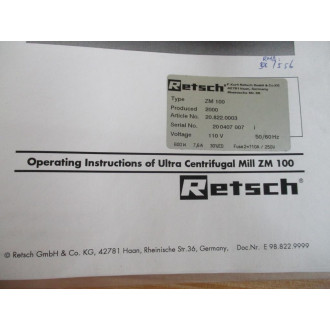 Retsch
Type ZM 100
Produced 2000
Article No. 20.822.0003
Serial No. 200407 007
Voltage 110 V 50/60Hz
Operating Instructions of Ultra Centrifugal Mill ZM 100
Retsch
© Retsch GmbH & Co. KG, 42781 Haan, Rheinische Str.36, Germany, Doc.Nr. E-98.822.9999